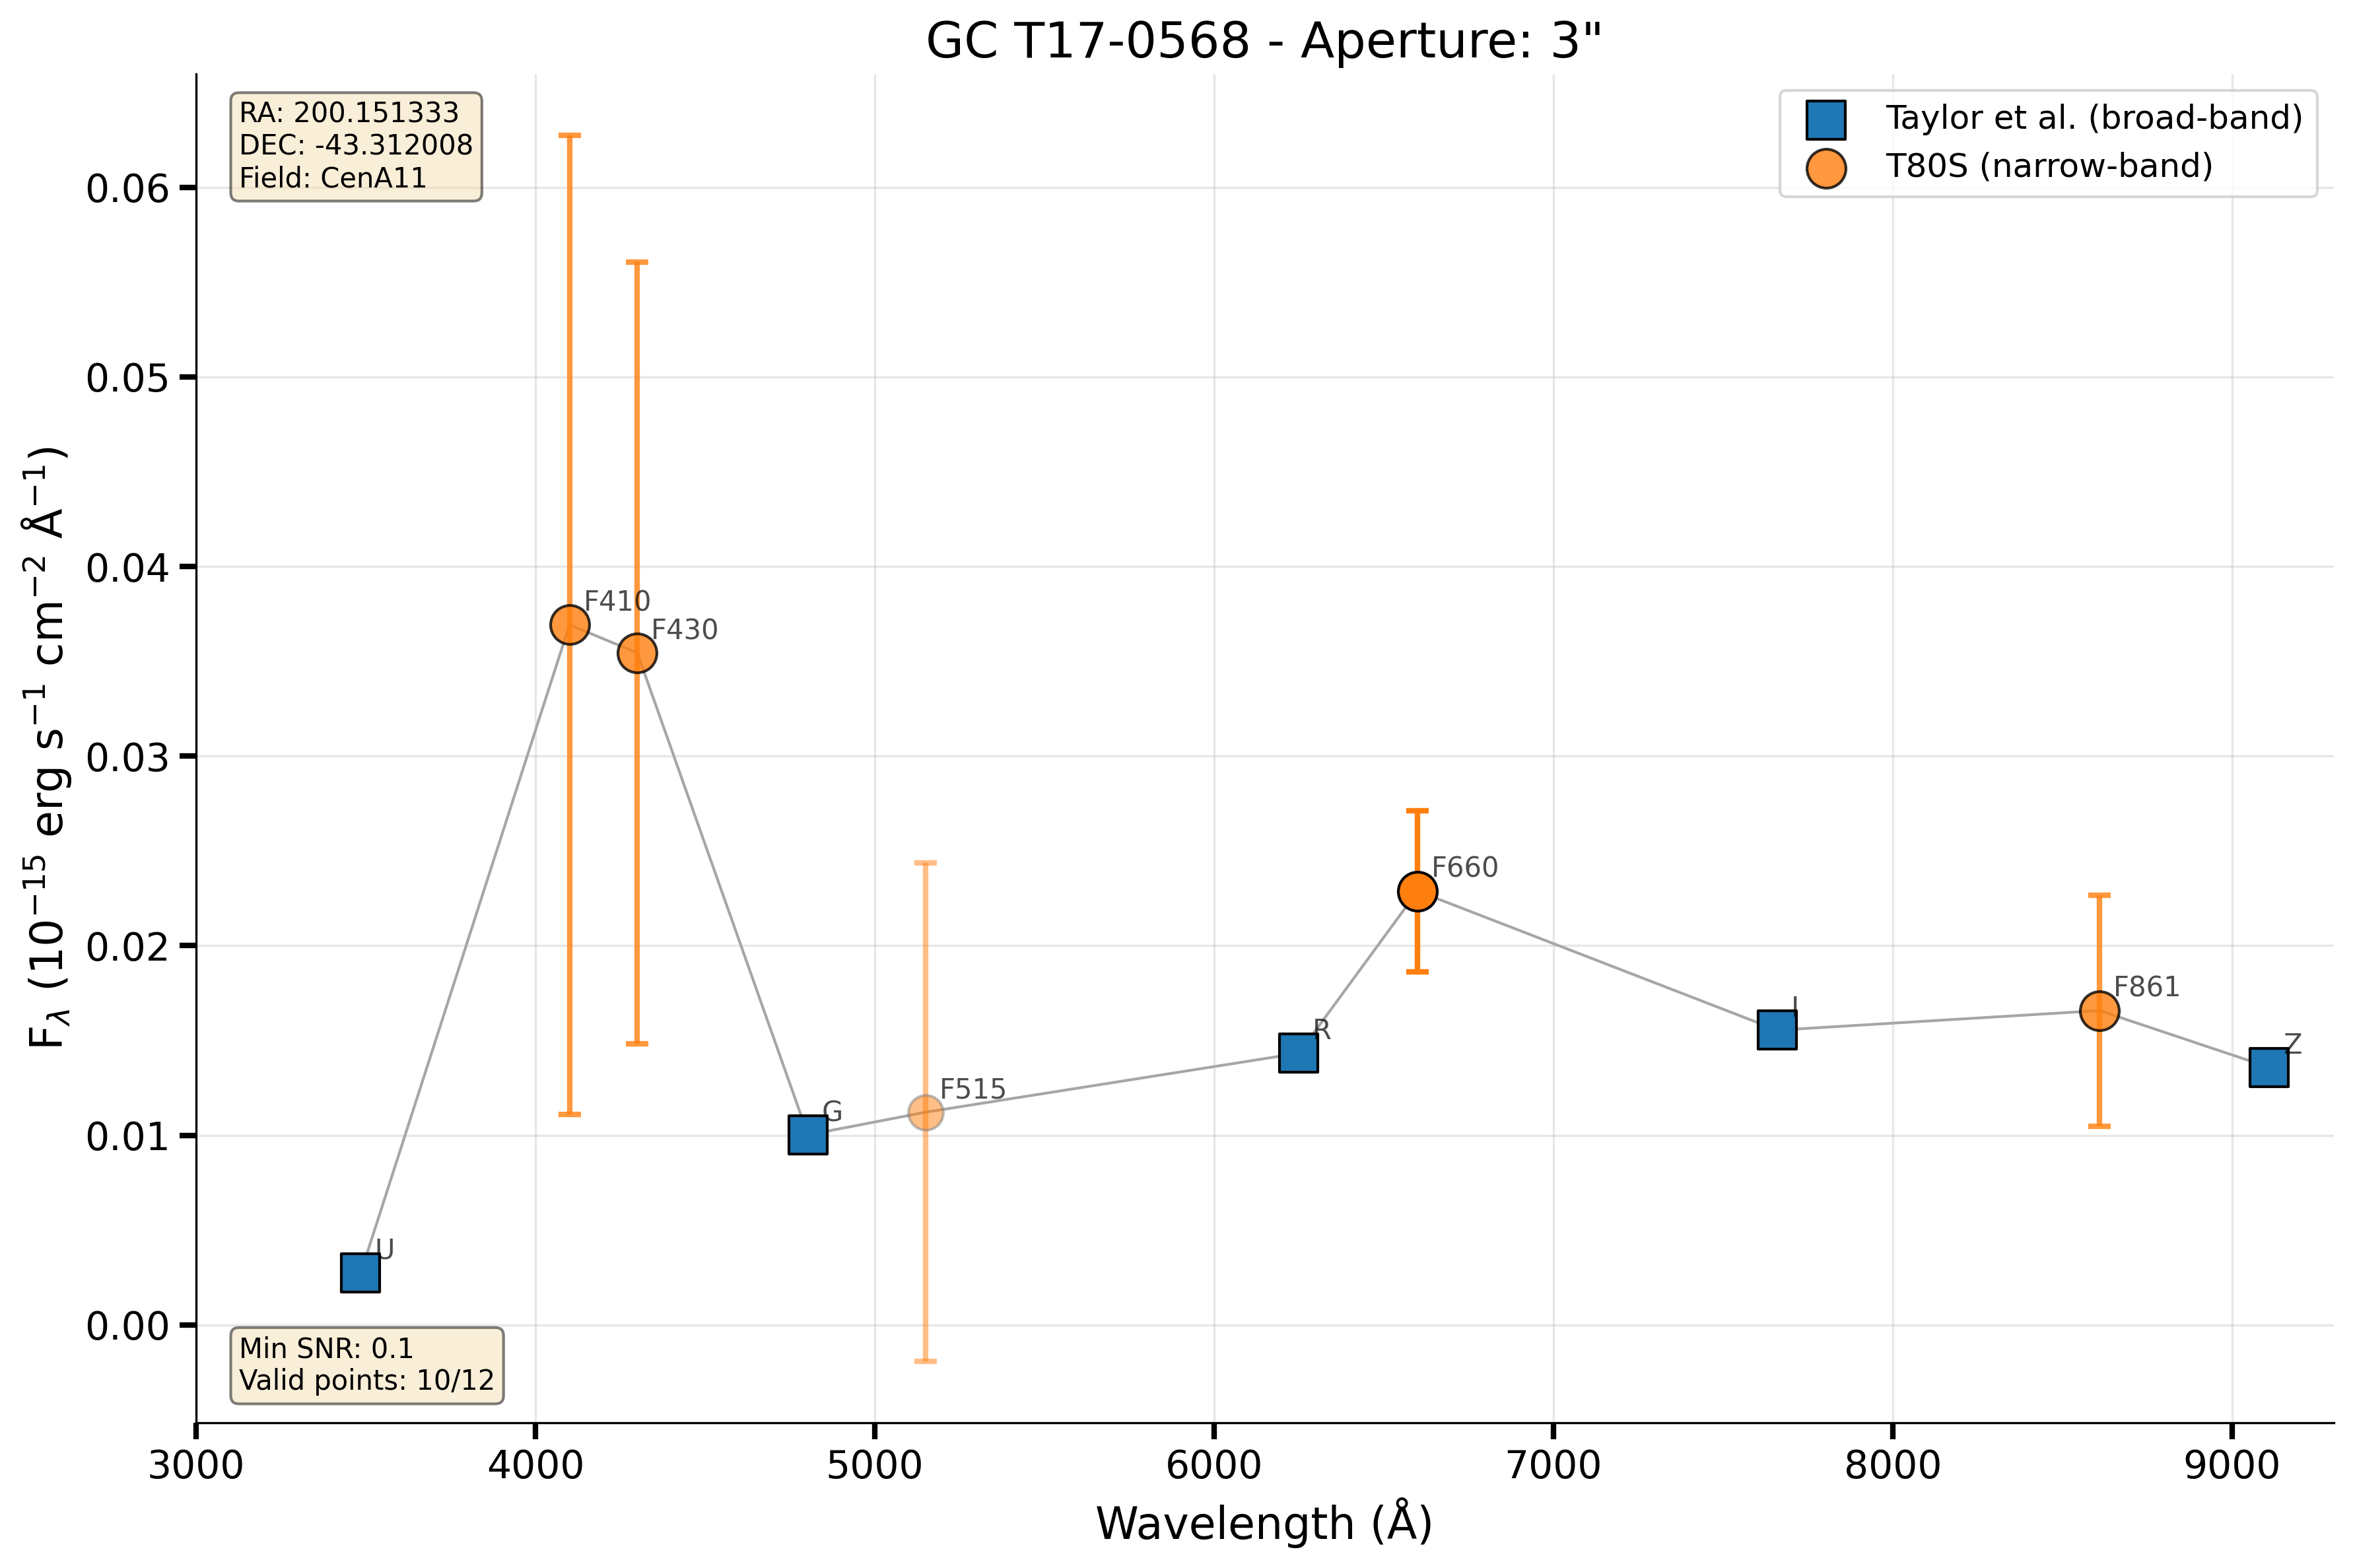 GC T17-0568 - Aperture: 3"
RA: 200.151333
DEC: -43.312008
Field: CenA11
Taylor et al. (broad-band)
T80S (narrow-band)
F_λ (10⁻¹⁵ erg s⁻¹ cm⁻² Å⁻¹)
0.06
0.05
0.04
0.03
0.02
0.01
0.00
F410
F430
F660
F861
R
I
Z
F515
G
U
Min SNR: 0.1
Valid points: 10/12
3000 4000 5000 6000 7000 8000 9000
Wavelength (Å)